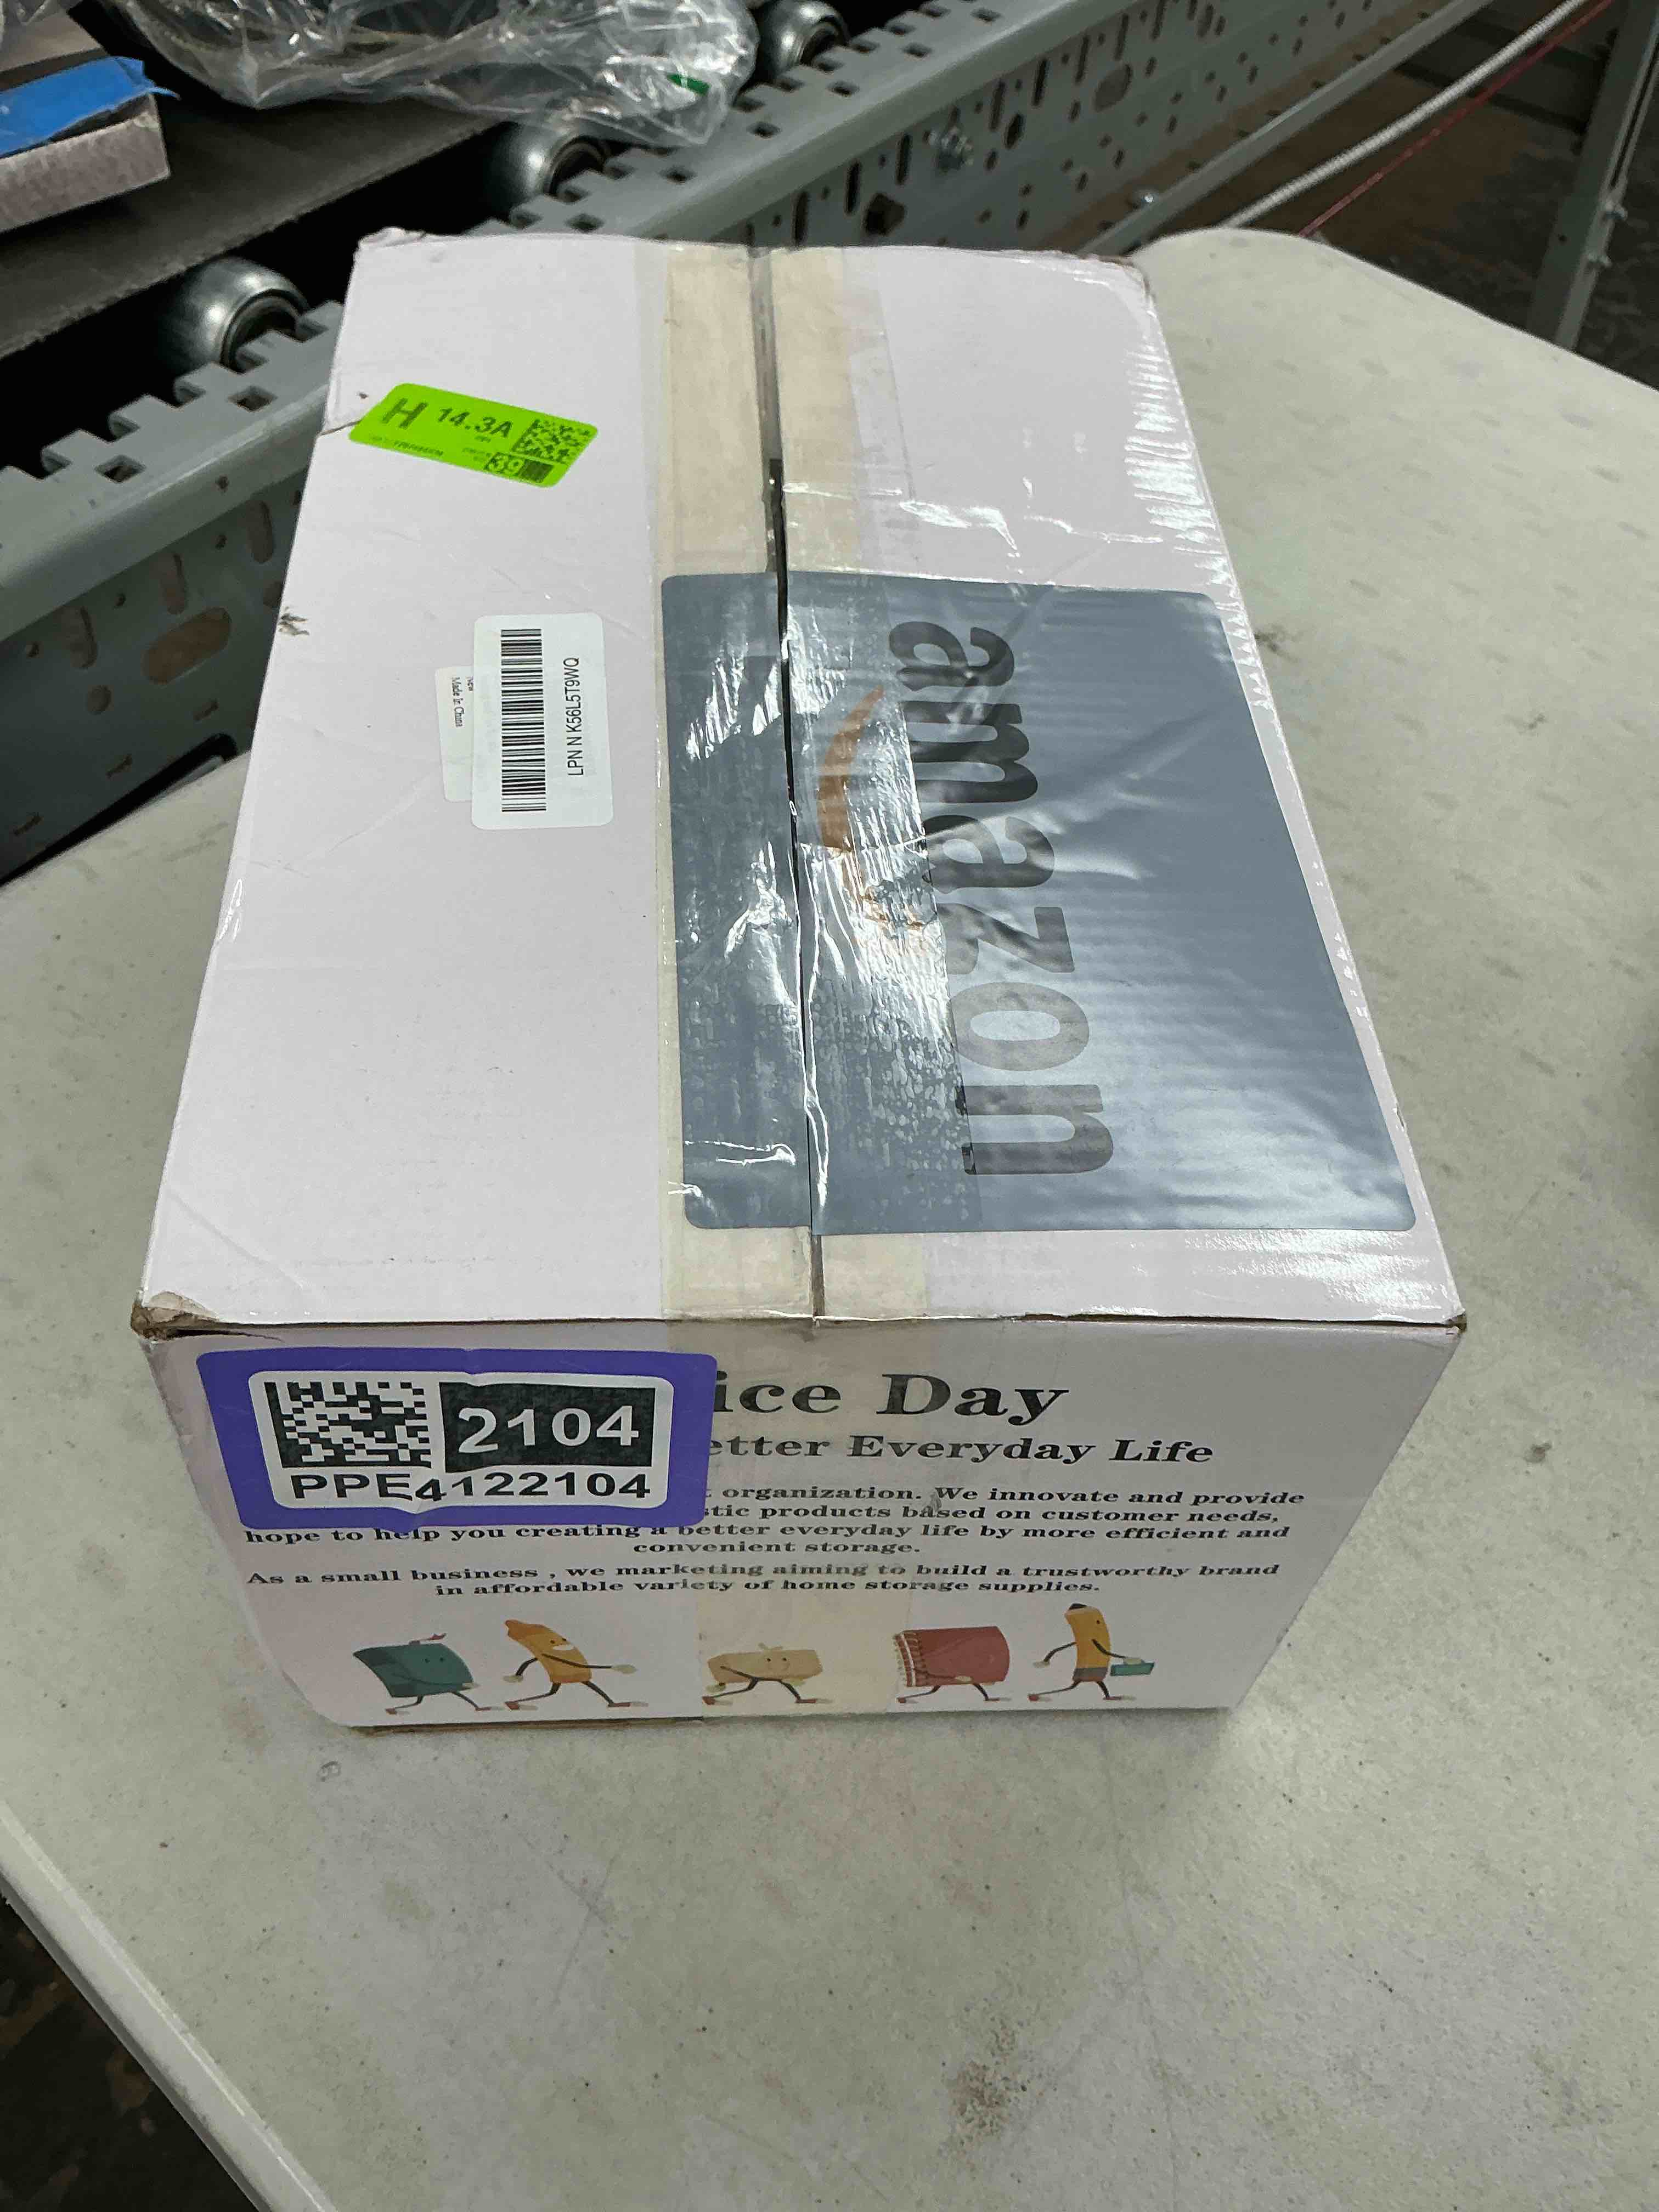 H 14.3A
39
New
Made In China
LPN N K56L5T9WQ
amazon
2104
PPE4122104
ice Day
etter Everyday Life
organization. We innovate and provide
stic products based on customer needs,
hope to help you creating a better everyday life by more efficient and
convenient storage.
As a small business , we marketing aiming to build a trustworthy brand
in affordable variety of home storage supplies.